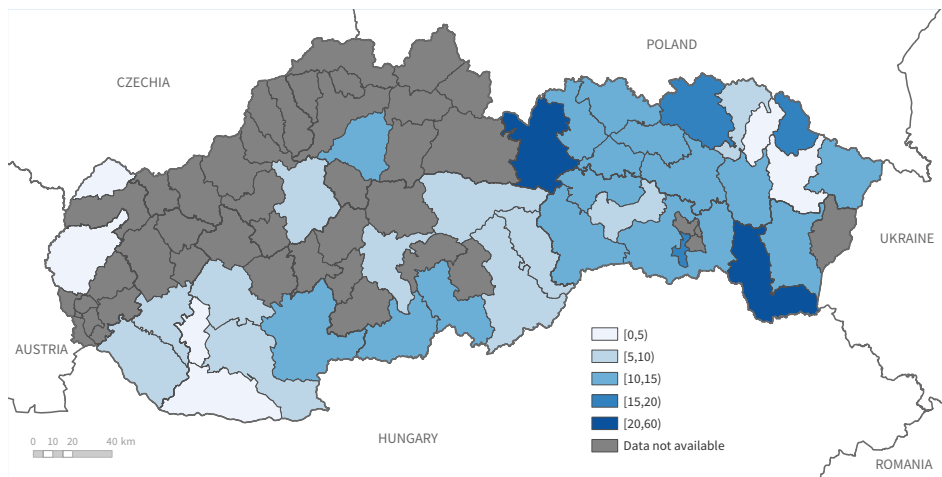 POLAND
CZECHIA
UKRAINE
AUSTRIA
[0,5)
[5,10)
[10,15)
[15,20)
[20,60)
Data not available
0 10 20 40 km
HUNGARY
ROMANIA